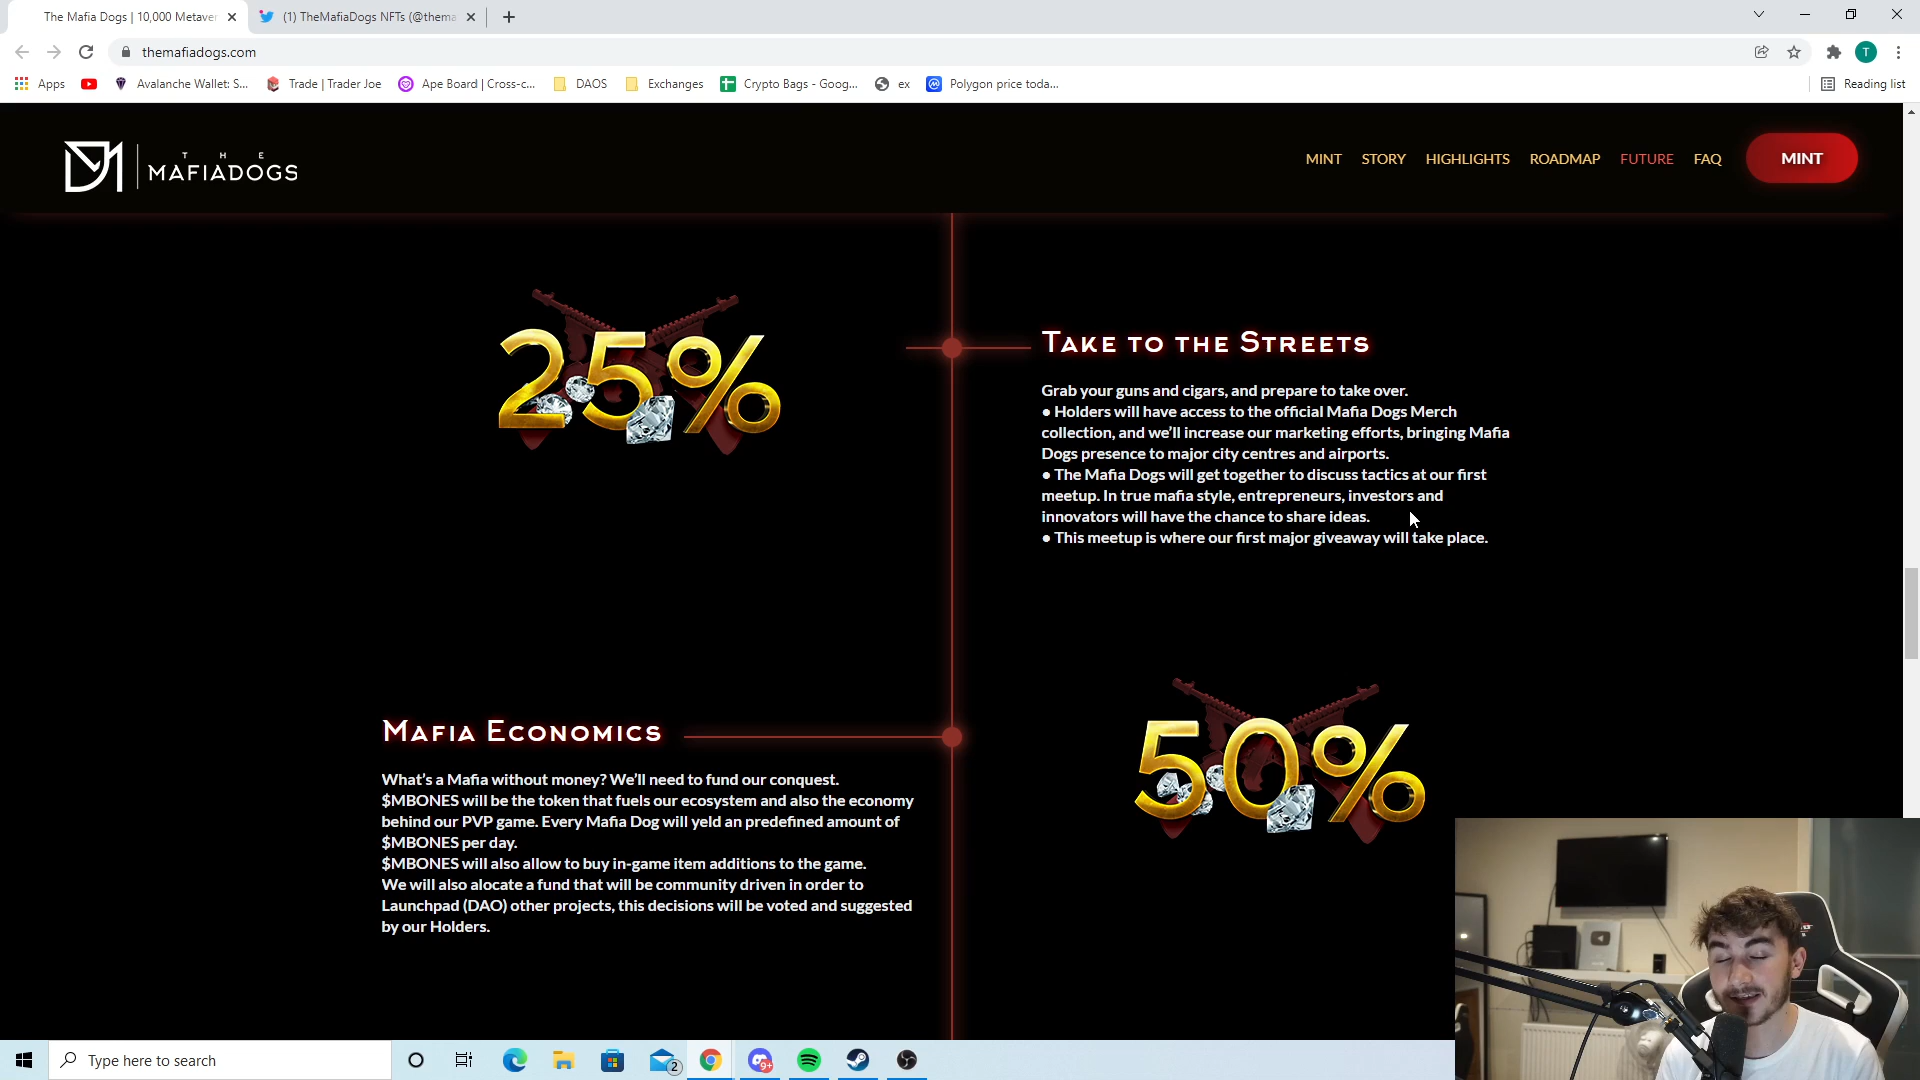 The Mafia Dogs | 10,000 Metaver
(1) TheMafiaDogs NFTs (@thema
themafiadogs.com
T
Apps
Avalanche Wallet: S...
Trade | Trader Joe
Ape Board | Cross-c...
DAOS
Exchanges
Crypto Bags - Goog...
ex
Polygon price toda...
Reading list
THE
MAFIADOGS
MINT
STORY
HIGHLIGHTS
ROADMAP
FUTURE
FAQ
MINT
25%
Take to the Streets
Grab your guns and cigars, and prepare to take over.
● Holders will have access to the official Mafia Dogs Merch
collection, and we'll increase our marketing efforts, bringing Mafia
Dogs presence to major city centres and airports.
● The Mafia Dogs will get together to discuss tactics at our first
meetup. In true mafia style, entrepreneurs, investors and
innovators will have the chance to share ideas.
● This meetup is where our first major giveaway will take place.
Mafia Economics
What's a Mafia without money? We'll need to fund our conquest.
$MBONES will be the token that fuels our ecosystem and also the economy
behind our PVP game. Every Mafia Dog will yeld an predefined amount of
$MBONES per day.
$MBONES will also allow to buy in-game item additions to the game.
We will also alocate a fund that will be community driven in order to
Launchpad (DAO) other projects, this decisions will be voted and suggested
by our Holders.
50%
Type here to search
2
9+